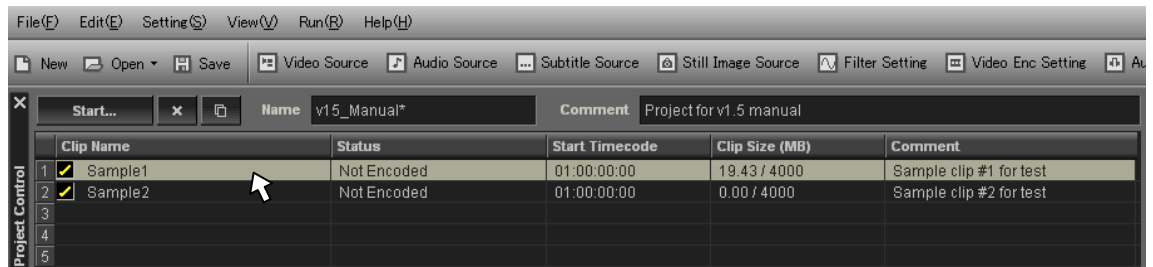 File(F) Edit(E) Setting(S) View(V) Run(R) Help(H)
New Open Save Video Source Audio Source Subtitle Source Still Image Source Filter Setting Video Enc Setting Au
Start... Name v15_Manual* Comment Project for v1.5 manual
Clip Name Status Start Timecode Clip Size (MB) Comment
1 Sample1 Not Encoded 01:00:00:00 19.43 / 4000 Sample clip #1 for test
2 Sample2 Not Encoded 01:00:00:00 0.00 / 4000 Sample clip #2 for test
3
4
5
Project Control